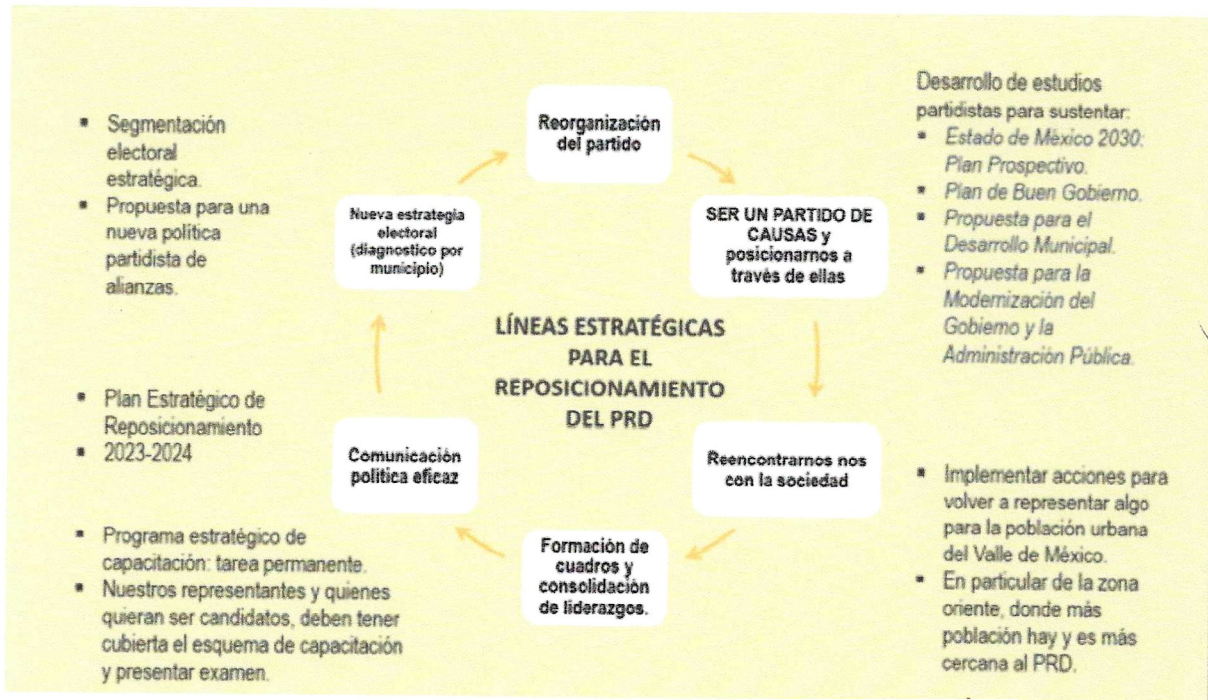 Reorganización
del partido
SER UN PARTIDO DE
CAUSAS y
posicionarnos a
través de ellas
Desarrollo de estudios
partidistas para sustentar:
▪ Estado de México 2030:
Plan Prospectivo.
▪ Plan de Buen Gobierno.
▪ Propuesta para el
Desarrollo Municipal.
▪ Propuesta para la
Modernización del
Gobierno y la
Administración Pública.
Reencontrarnos nos
con la sociedad
▪ Implementar acciones para
volver a representar algo
para la población urbana
del Valle de México.
▪ En particular de la zona
oriente, donde más
población hay y es más
cercana al PRD.
Formación de
cuadros y
consolidación
de liderazgos.
▪ Programa estratégico de
capacitación: tarea permanente.
▪ Nuestros representantes y quienes
quieran ser candidatos, deben tener
cubierta el esquema de capacitación
y presentar examen.
Comunicación
política eficaz
▪ Plan Estratégico de
Reposicionamiento
▪ 2023-2024
Nueva estrategia
electoral
(diagnostico por
municipio)
▪ Segmentación
electoral
estratégica.
▪ Propuesta para una
nueva política
partidista de
alianzas.
LÍNEAS ESTRATÉGICAS
PARA EL
REPOSICIONAMIENTO
DEL PRD